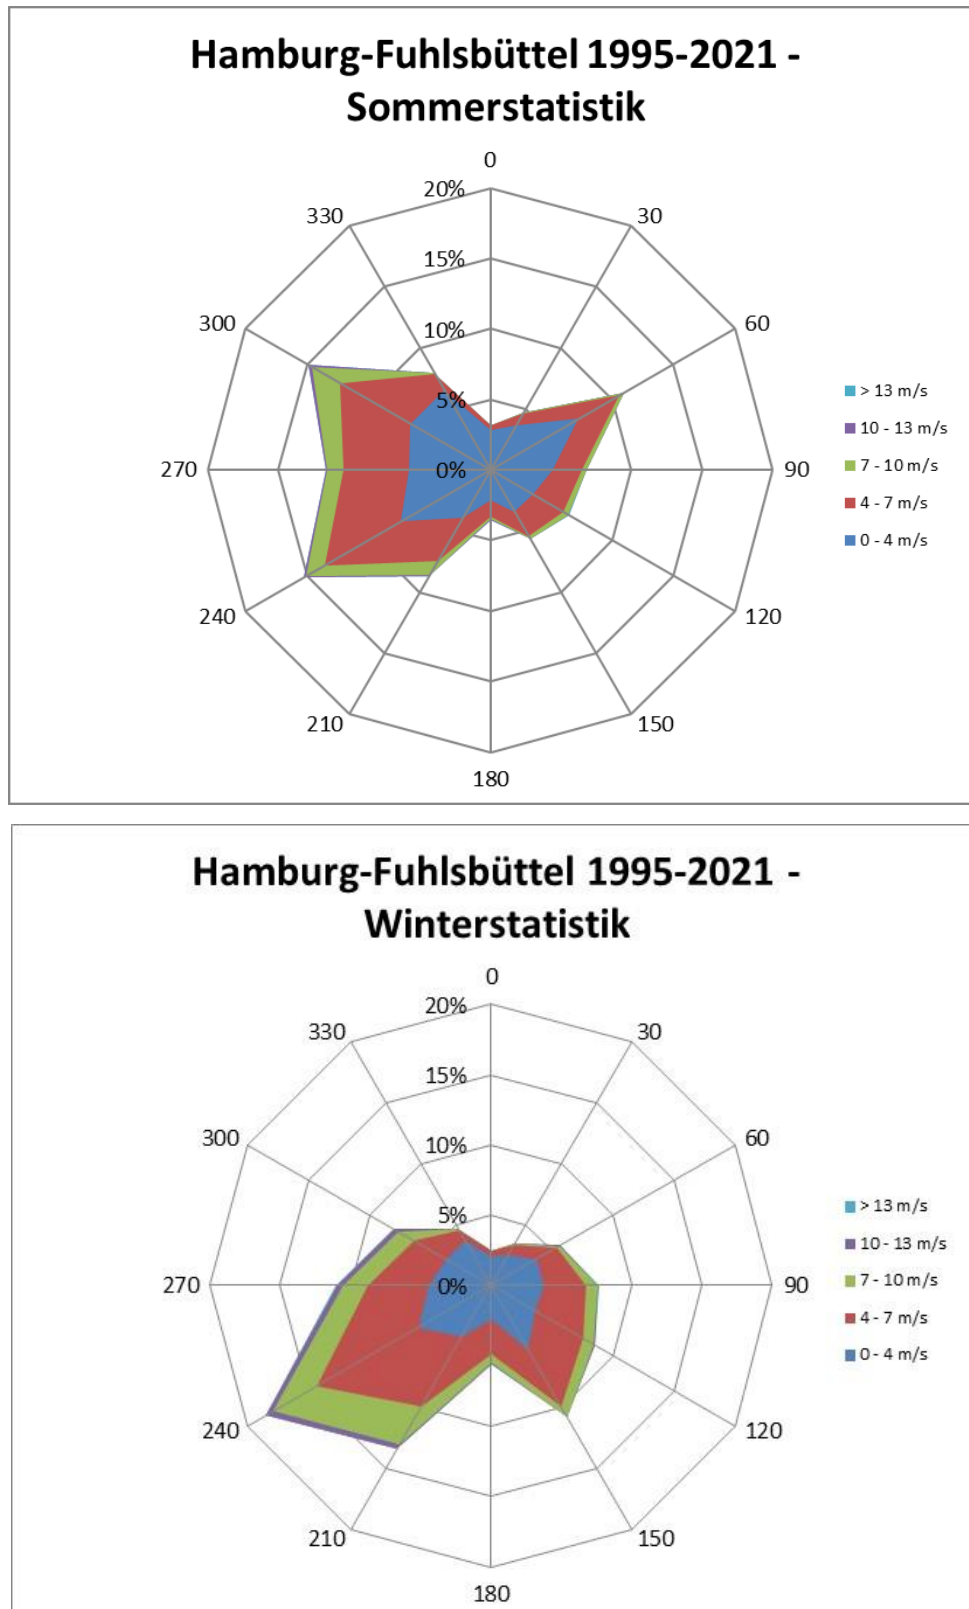 Hamburg-Fuhlsbüttel 1995-2021 -
Sommerstatistik
0
20%
330
30
15%
300
60
10%
5%
> 13 m/s
10 - 13 m/s
270
0%
90
7 - 10 m/s
4 - 7 m/s
0 - 4 m/s
240
120
210
150
180
Hamburg-Fuhlsbüttel 1995-2021 -
Winterstatistik
0
20%
330
30
15%
300
60
10%
5%
> 13 m/s
10 - 13 m/s
270
0%
90
7 - 10 m/s
4 - 7 m/s
0 - 4 m/s
240
120
210
150
180